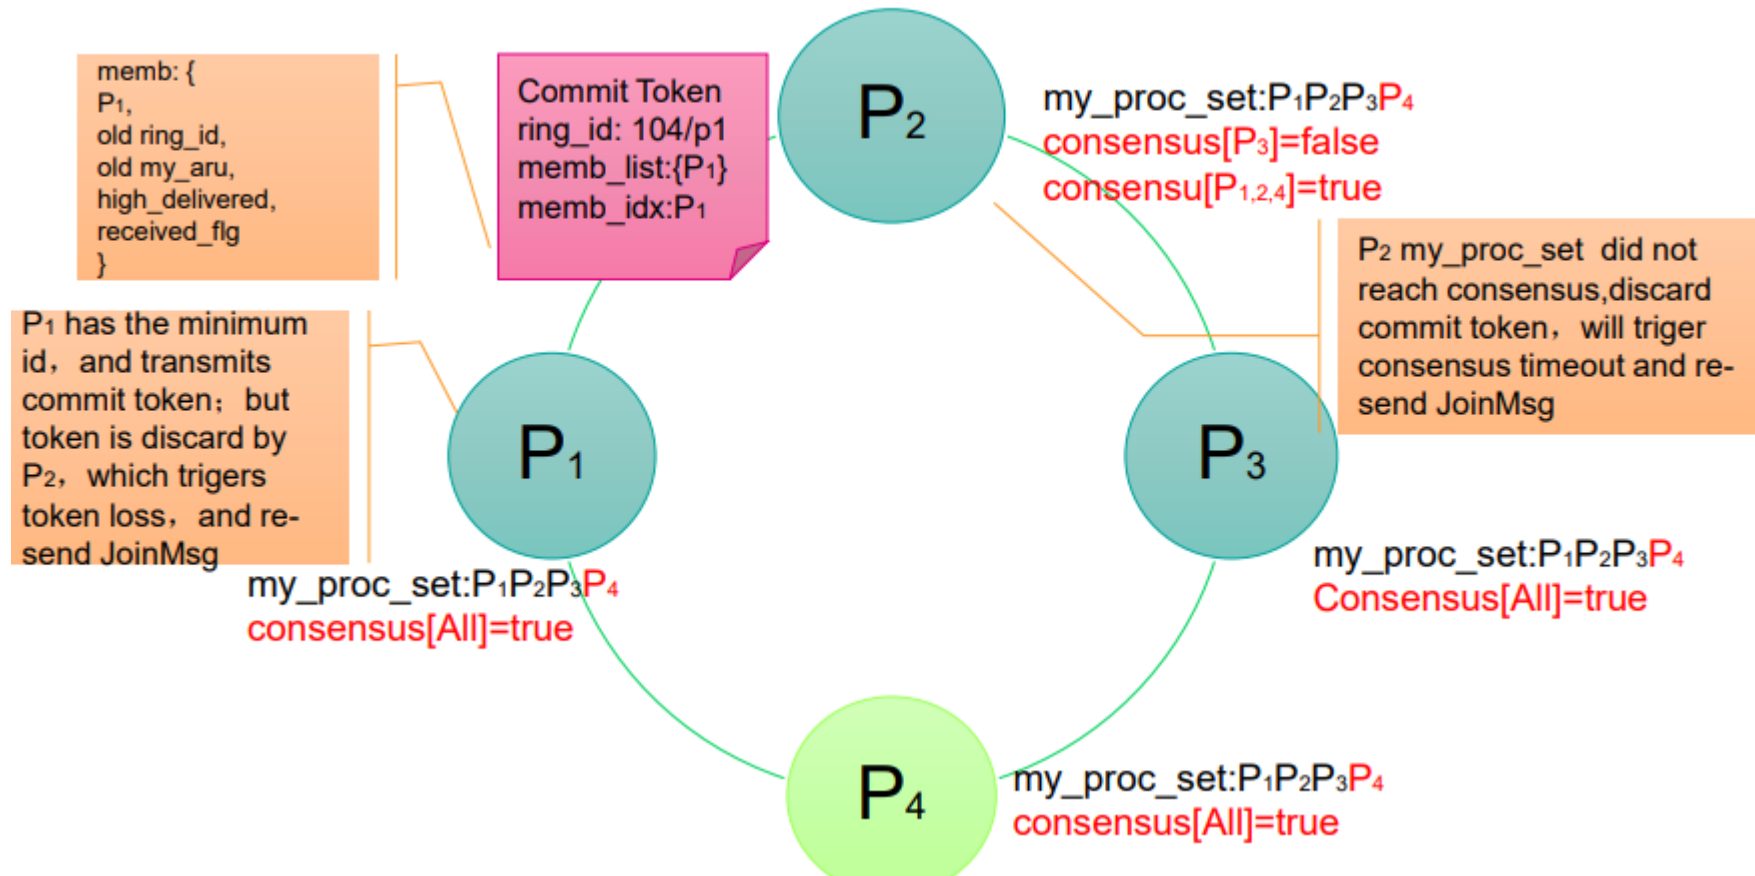 memb: {
P1,
old ring_id,
old my_aru,
high_delivered,
received_flg
}
Commit Token
ring_id: 104/p1
memb_list:{P1}
memb_idx:P1
P2
my_proc_set:P1P2P3P4
consensus[P3]=false
consensu[P1,2,4]=true
P2 my_proc_set did not
reach consensus,discard
commit token，will triger
consensus timeout and re-
send JoinMsg
P1 has the minimum
id，and transmits
commit token；but
token is discard by
P2，which trigers
token loss，and re-
send JoinMsg
P1
my_proc_set:P1P2P3P4
consensus[All]=true
P3
my_proc_set:P1P2P3P4
Consensus[All]=true
P4
my_proc_set:P1P2P3P4
consensus[All]=true